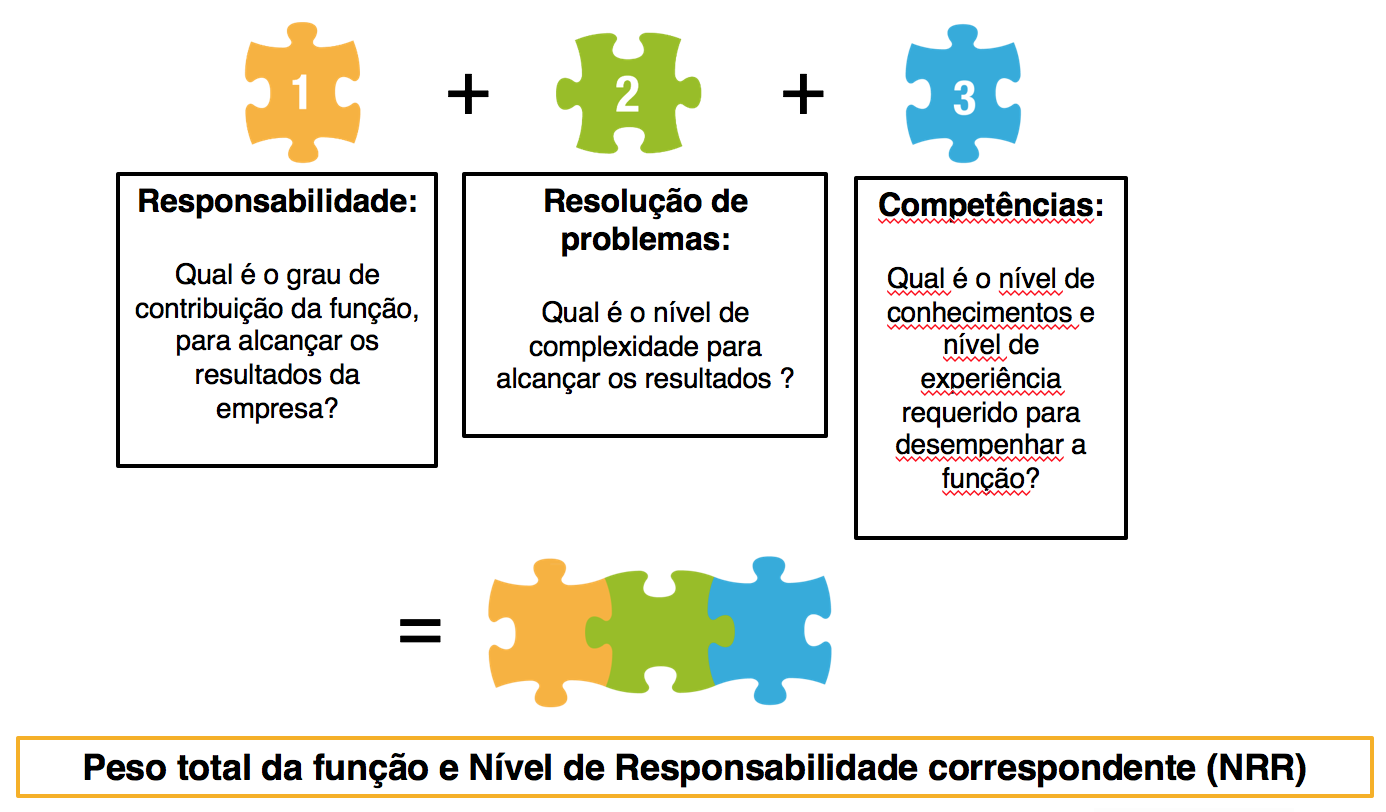 1 + 2 + 3
Responsabilidade:
Qual é o grau de
contribuição da função,
para alcançar os
resultados da
empresa?
Resolução de
problemas:
Qual é o nível de
complexidade para
alcançar os resultados ?
Competências:
Qual é o nível de
conhecimentos e
nível de
experiência
requerido para
desempenhar a
função?
=
Peso total da função e Nível de Responsabilidade correspondente (NRR)